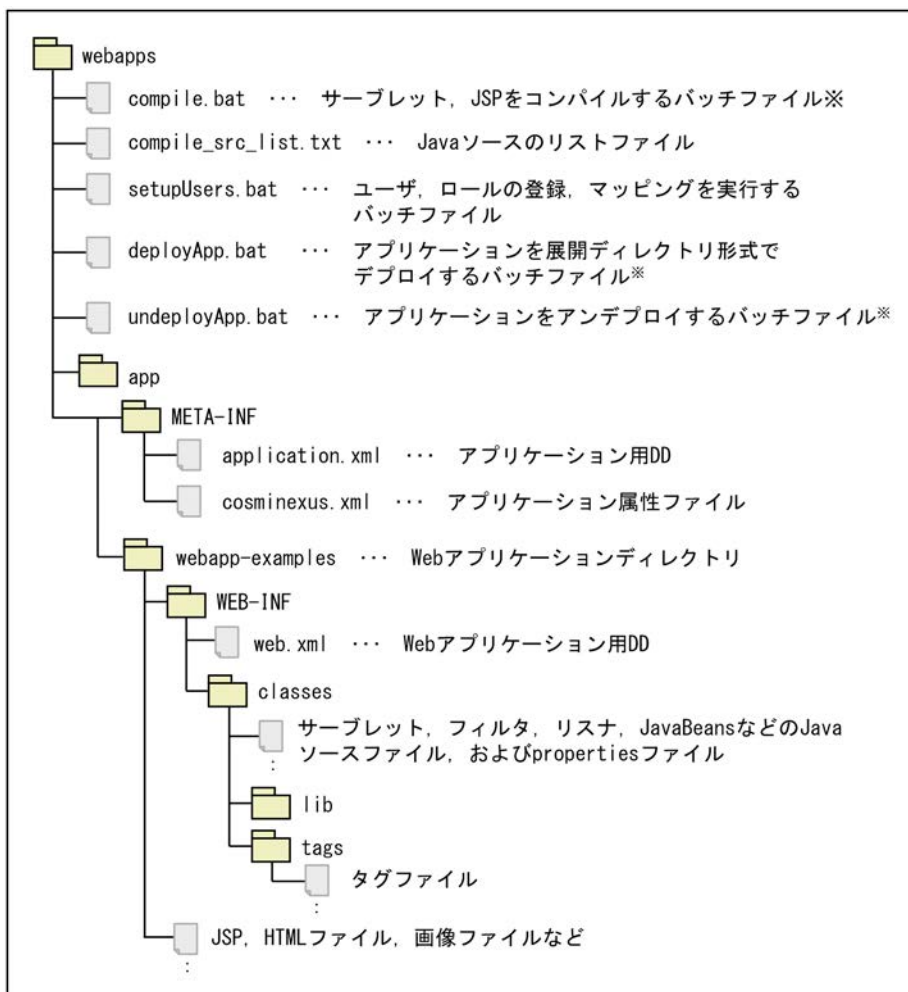 webapps
compile.bat ··· サーブレット，JSPをコンパイルするバッチファイル※
compile_src_list.txt ··· Javaソースのリストファイル
setupUsers.bat ··· ユーザ，ロールの登録，マッピングを実行する
バッチファイル
deployApp.bat ··· アプリケーションを展開ディレクトリ形式で
デプロイするバッチファイル※
undeployApp.bat ··· アプリケーションをアンデプロイするバッチファイル※
app
META-INF
application.xml ··· アプリケーション用DD
cosminexus.xml ··· アプリケーション属性ファイル
webapp-examples ··· Webアプリケーションディレクトリ
WEB-INF
web.xml ··· Webアプリケーション用DD
classes
サーブレット，フィルタ，リスナ，JavaBeansなどのJava
ソースファイル，およびpropertiesファイル
:
lib
tags
タグファイル
:
JSP，HTMLファイル，画像ファイルなど
: